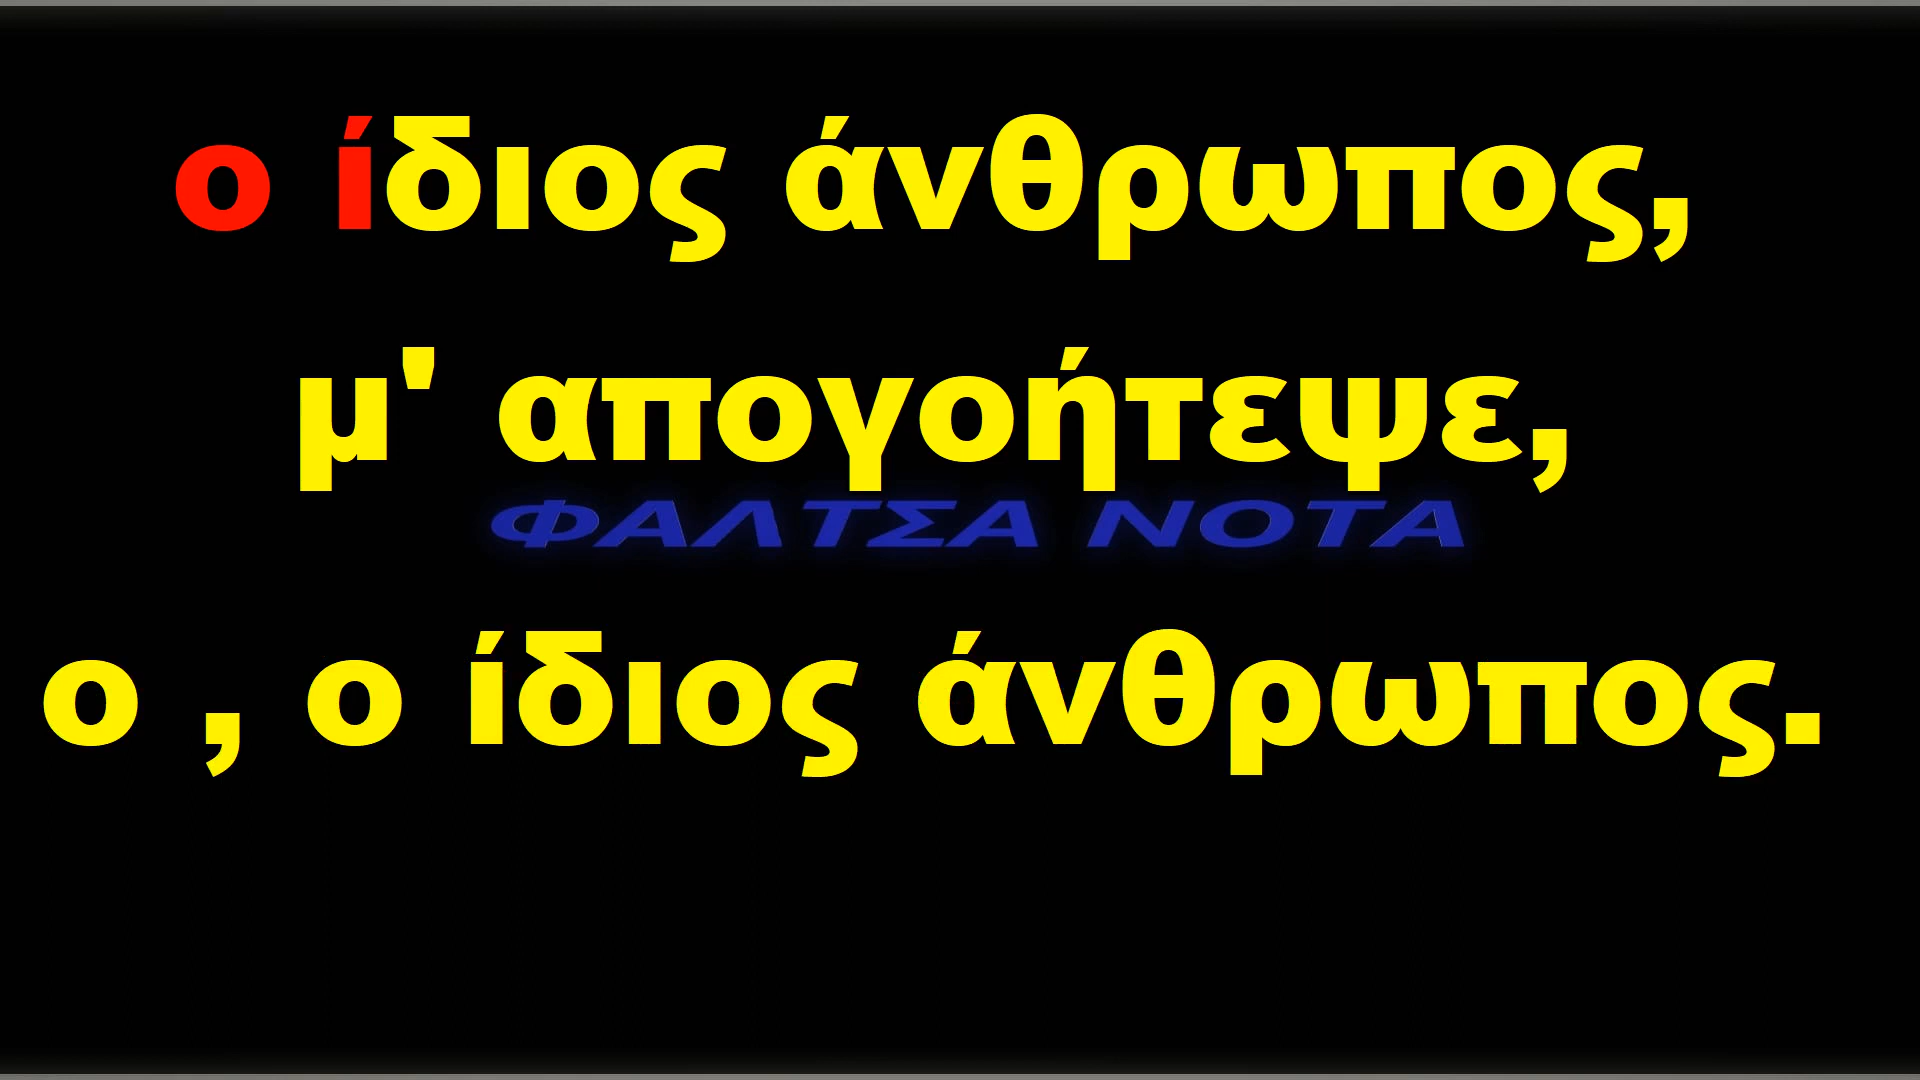 ο ίδιος άνθρωπος,
μ' απογοήτεψε,
ΦΑΛΤΣΑ ΝΟΤΑ
ο , ο ίδιος άνθρωπος.